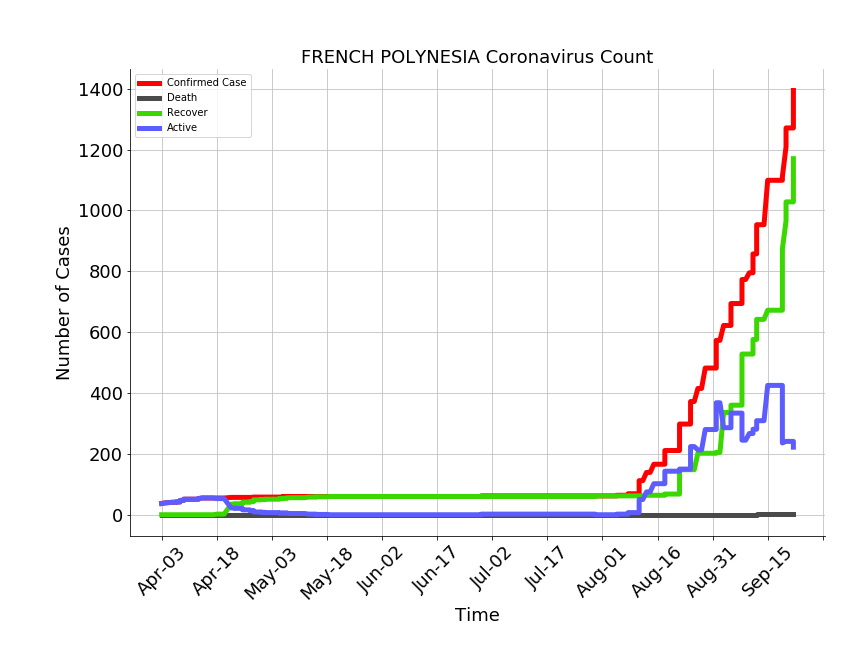 FRENCH POLYNESIA Coronavirus Count
Confirmed Case
Death
Recover
Active
Number of Cases
1400
1200
1000
800
600
400
200
0
Apr-03
Apr-18
May-03
May-18
Jun-02
Jun-17
Jul-02
Jul-17
Aug-01
Aug-16
Aug-31
Sep-15
Time